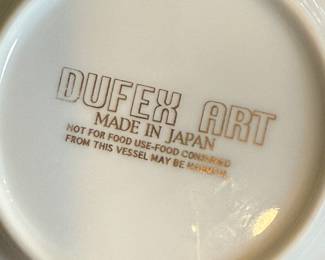 DUFEX ART
MADE IN JAPAN
NOT FOR FOOD USE-FOOD CONSUMED
FROM THIS VESSEL MAY BE HARMFUL